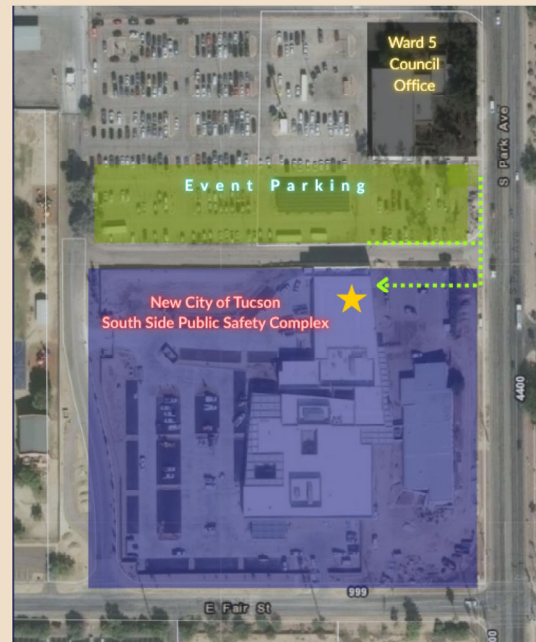 Ward 5
Council
Office
S Park Ave
Event Parking
New City of Tucson
South Side Public Safety Complex
4400
999
E Fair St
00